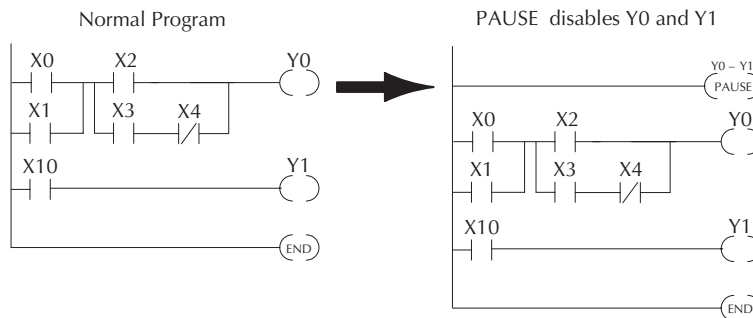 Normal Program
PAUSE disables Y0 and Y1
X0 X2 Y0
X1 X3 X4
X10 Y1
END
Y0 – Y1
PAUSE
X0 X2 Y0
X1 X3 X4
X10 Y1
END